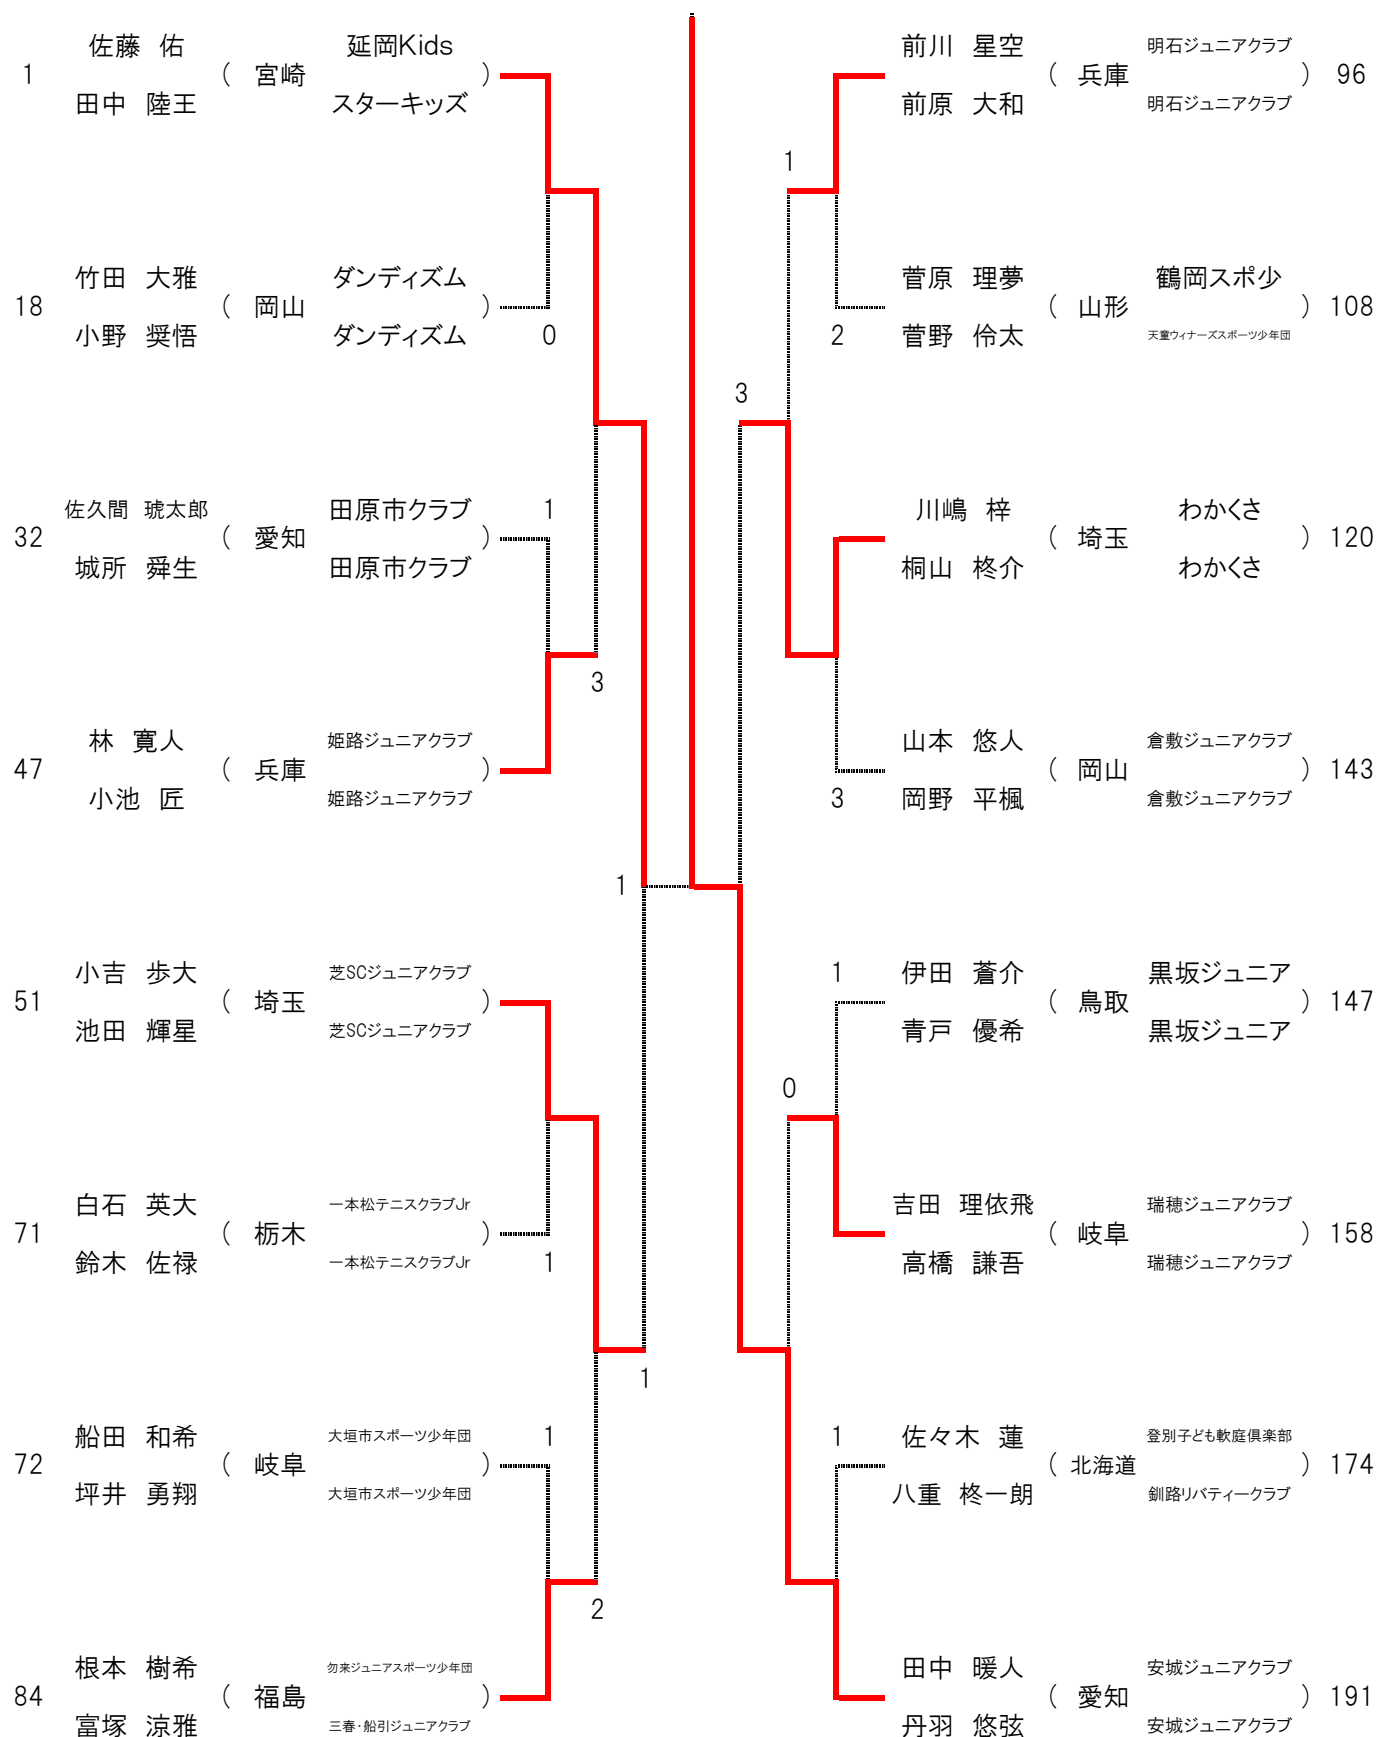 佐藤 佑 延岡Kids
1 ( 宮崎 )
田中 陸王 スターキッズ
竹田 大雅 ダンディズム
18 ( 岡山 )
小野 奨悟 ダンディズム
0
佐久間 琥太郎 田原市クラブ 1
32 ( 愛知 )
城所 舜生 田原市クラブ
3
林 寛人 姫路ジュニアクラブ
47 ( 兵庫 )
小池 匠 姫路ジュニアクラブ
1
小吉 歩大 芝SCジュニアクラブ
51 ( 埼玉 )
池田 輝星 芝SCジュニアクラブ
白石 英大 一本松テニスクラブJr
71 ( 栃木 )
鈴木 佐禄 一本松テニスクラブJr
1
1
船田 和希 大垣市スポーツ少年団 1
72 ( 岐阜 )
坪井 勇翔 大垣市スポーツ少年団
2
根本 樹希 勿来ジュニアスポーツ少年団
84 ( 福島 )
富塚 涼雅 三春・船引ジュニアクラブ
前川 星空 明石ジュニアクラブ
( 兵庫 ) 96
前原 大和 明石ジュニアクラブ
1
菅原 理夢 鶴岡スポ少
( 山形 ) 108
2 菅野 伶太 天童ウィナーズスポーツ少年団
3
川嶋 梓 わかくさ
( 埼玉 ) 120
桐山 柊介 わかくさ
山本 悠人 倉敷ジュニアクラブ
( 岡山 ) 143
3 岡野 平楓 倉敷ジュニアクラブ
1 伊田 蒼介 黒坂ジュニア
( 鳥取 ) 147
青戸 優希 黒坂ジュニア
0
吉田 理依飛 瑞穂ジュニアクラブ
( 岐阜 ) 158
高橋 謙吾 瑞穂ジュニアクラブ
1 佐々木 蓮 登別子ども軟庭倶楽部
( 北海道 ) 174
八重 柊一朗 釧路リバティークラブ
田中 暖人 安城ジュニアクラブ
( 愛知 ) 191
丹羽 悠弦 安城ジュニアクラブ